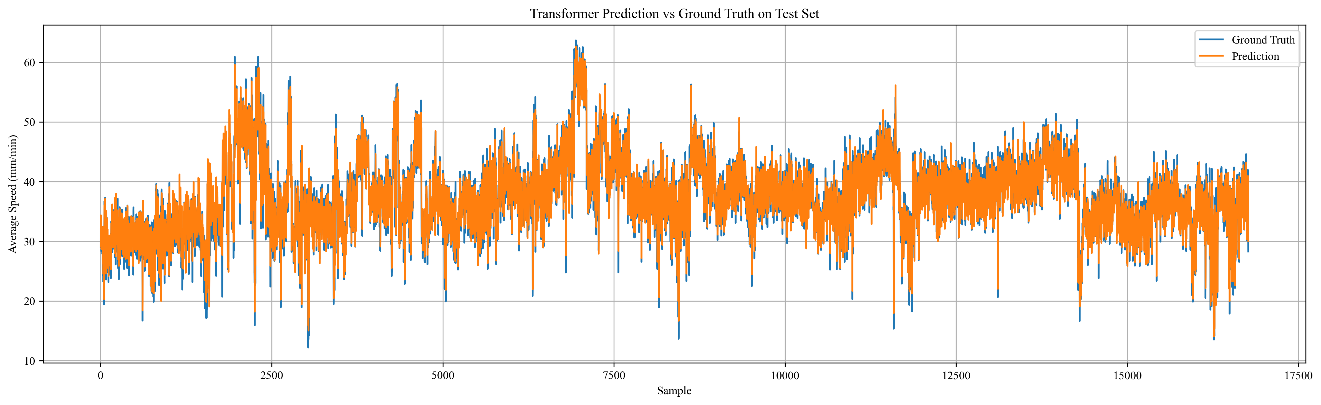 Transformer Prediction vs Ground Truth on Test Set
Ground Truth
Prediction
60
50
40
30
20
10
Average Speed (mm/min)
0
2500
5000
7500
10000
12500
15000
17500
Sample